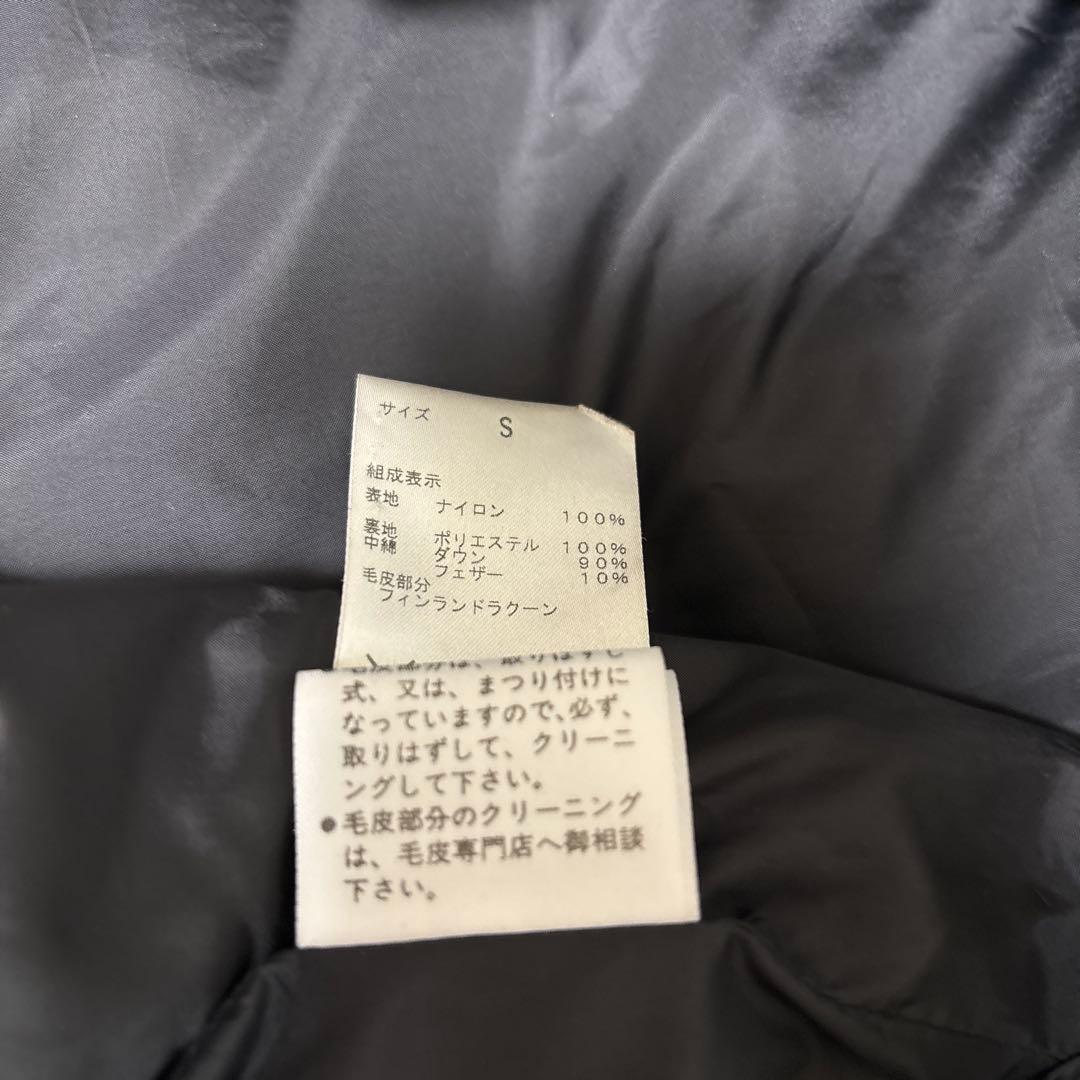 サイズ S
組成表示
表地 ナイロン 100%
裏地 ポリエステル 100%
中綿 ダウン 90%
フェザー 10%
毛皮部分
フィンランドラクーン
式、又は、まつり付けに
なっていますので、必ず、
取りはずして、クリーニ
ングして下さい。
●毛皮部分のクリーニング
は、毛皮専門店へ御相談
下さい。